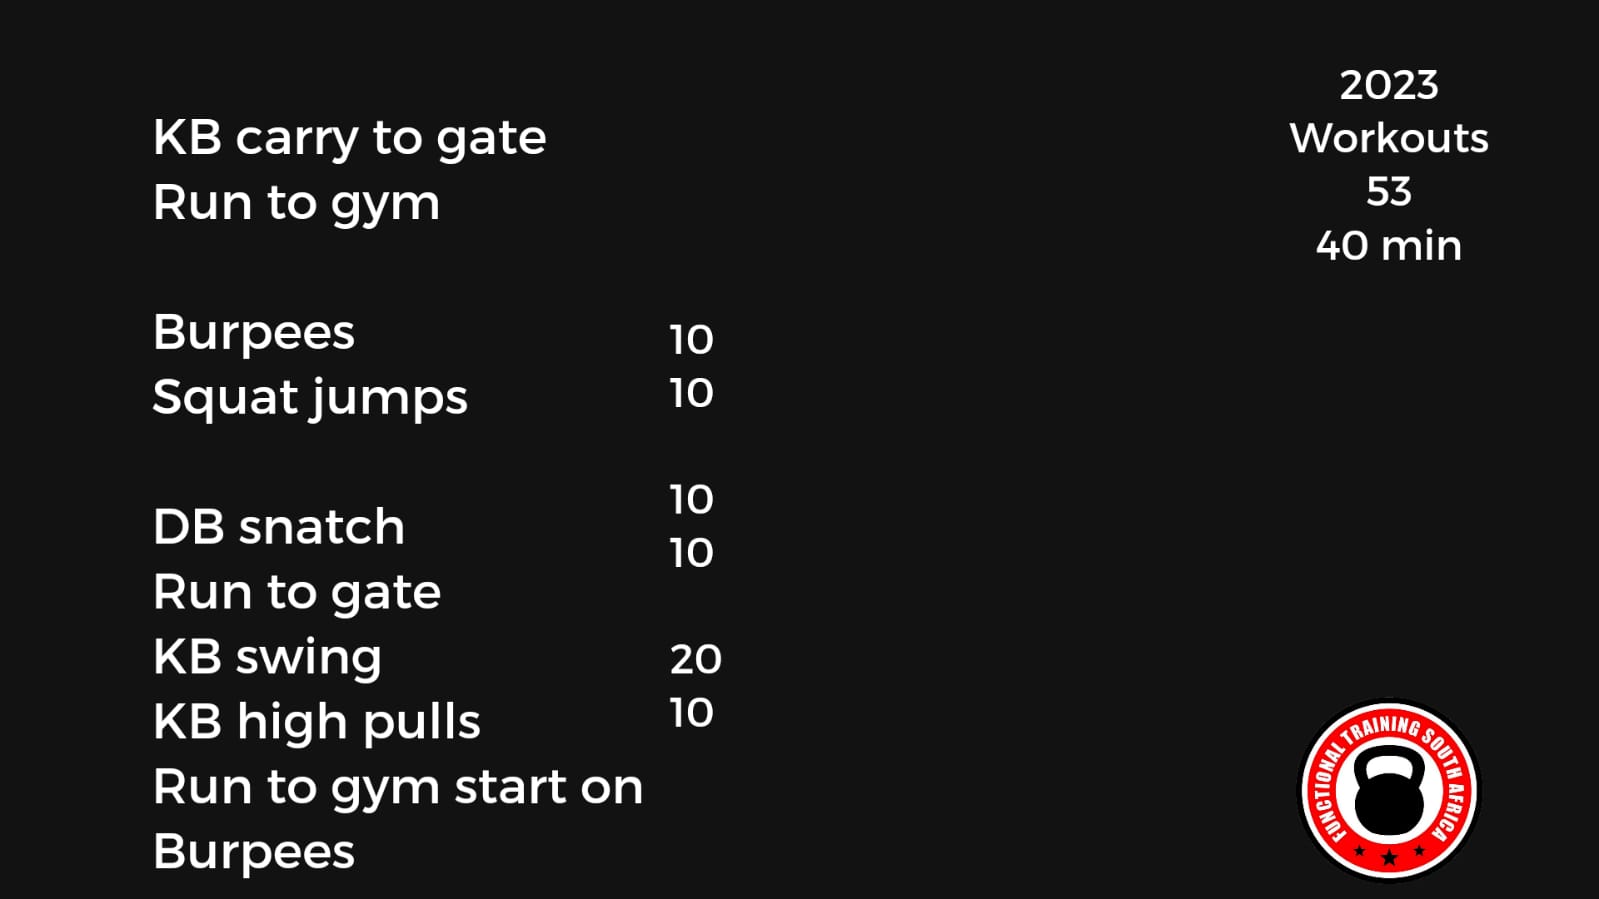 KB carry to gate
Run to gym
Burpees
Squat jumps
DB snatch
Run to gate
KB swing
KB high pulls
Run to gym start on
Burpees
10
10
10
10
20
10
2023
Workouts
53
40 min
FUNCTIONAL TRAINING SOUTH AFRICA